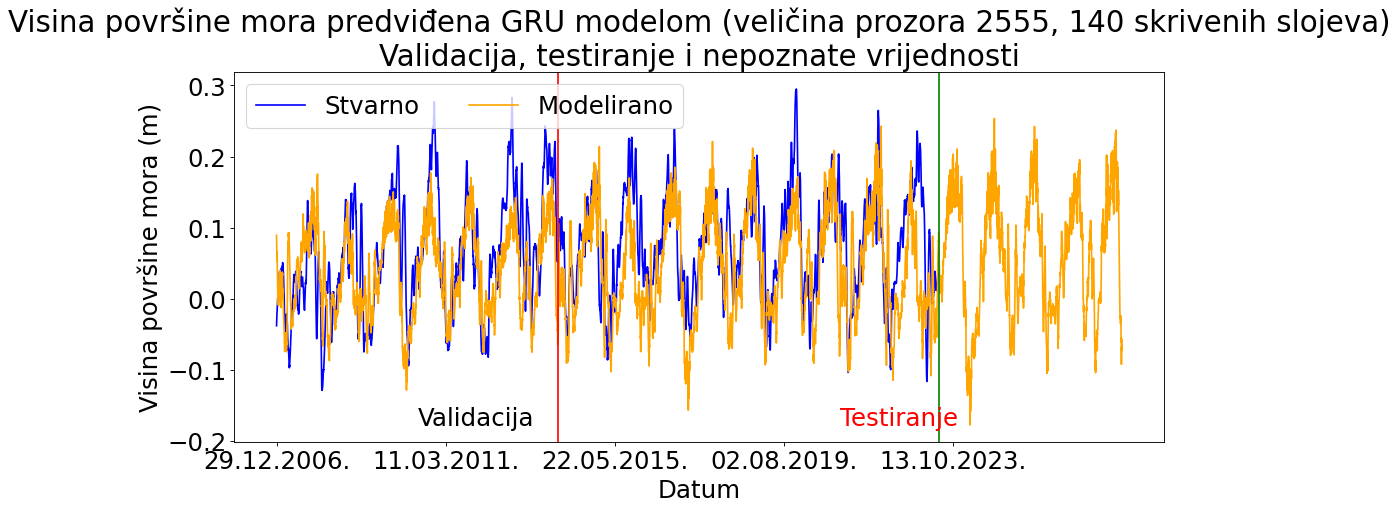 Visina površine mora predviđena GRU modelom (veličina prozora 2555, 140 skrivenih slojeva)
Validacija, testiranje i nepoznate vrijednosti
Stvarno
Modelirano
Visina površine mora (m)
0.3
0.2
0.1
0.0
−0.1
−0.2
Validacija
Testiranje
29.12.2006.
11.03.2011.
22.05.2015.
02.08.2019.
13.10.2023.
Datum